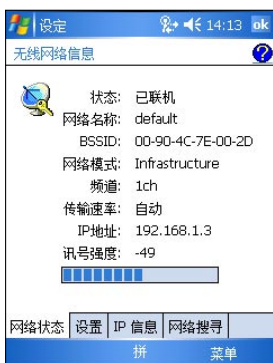 设定 14:13 ok
无线网络信息
状态: 已联机
网络名称: default
BSSID: 00-90-4C-7E-00-2D
网络模式: Infrastructure
频道: 1ch
传输速率: 自动
IP地址: 192.168.1.3
讯号强度: -49
网络状态 设置 IP 信息 网络搜寻
拼 菜单